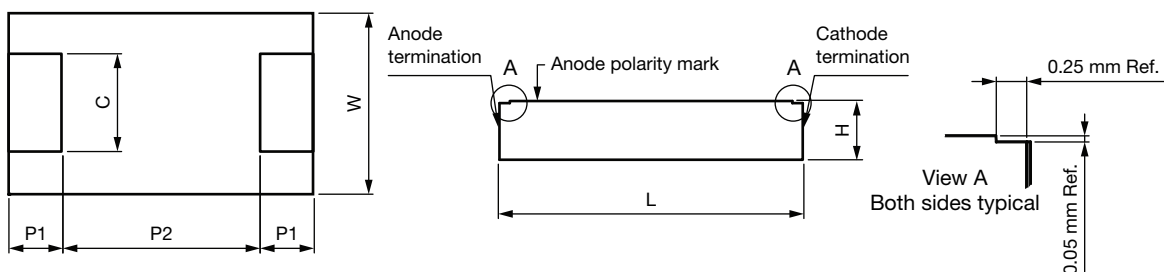 C
W
P1
P2
P1
Anode
termination
A
Anode polarity mark
A
Cathode
termination
H
L
0.25 mm Ref.
0.05 mm Ref.
View A
Both sides typical